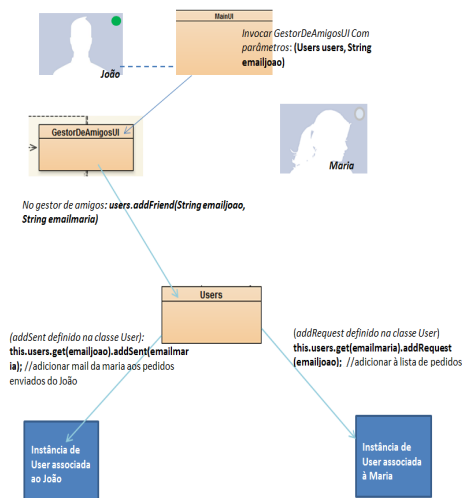 MainUI
Invocar GestorDeAmigosUI Com
parâmetros: (Users users, String
emailjoao)
João
GestorDeAmigosUI
Maria
No gestor de amigos: users.addFriend(String emailjoao,
String emailmaria)
Users
(addSent definido na classe User):
this.users.get(emailjoao).addSent(emailmar
ia); //adicionar mail da maria aos pedidos
enviados do João
(addRequest definido na classe User)
this.users.get(emailmaria).addRequest
(emailjoao); //adicionar à lista de pedidos
Instância de
User associada
ao João
Instância de
User associada
à Maria